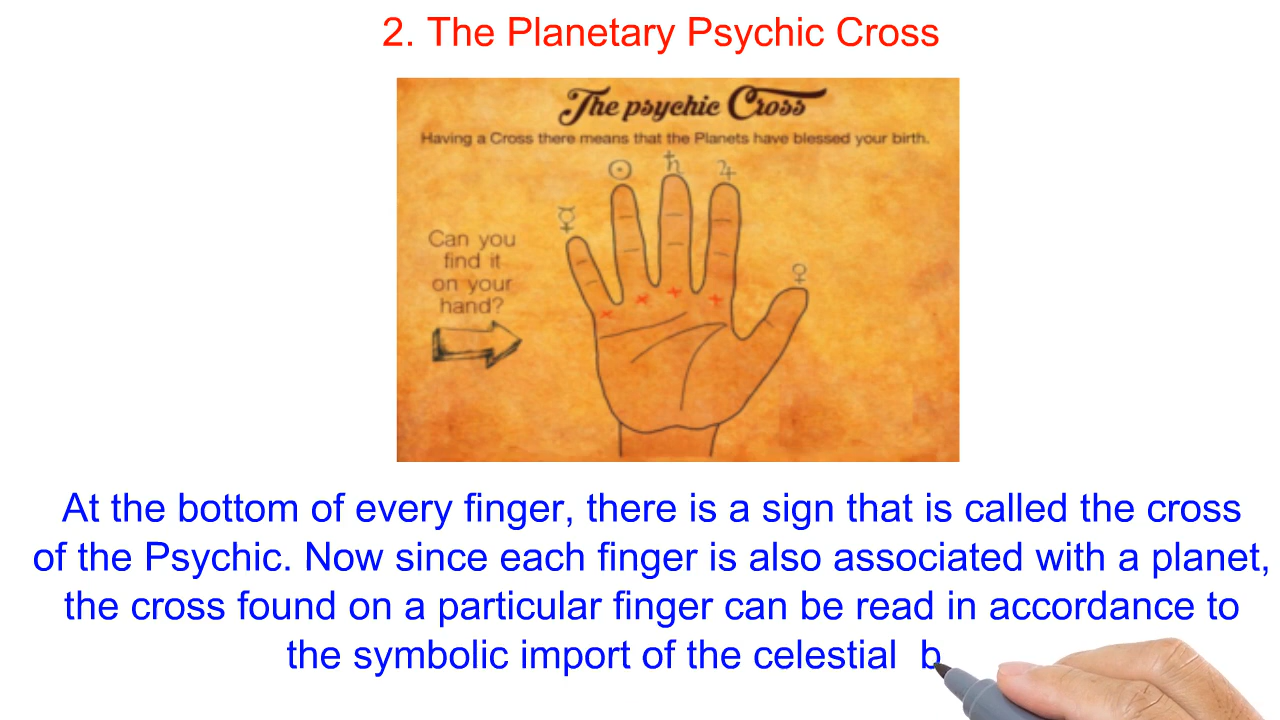 2. The Planetary Psychic Cross
The psychic Cross
Having a Cross there means that the Planets have blessed your birth.
Can you
find it
on your
hand?
At the bottom of every finger, there is a sign that is called the cross
of the Psychic. Now since each finger is also associated with a planet,
the cross found on a particular finger can be read in accordance to
the symbolic import of the celestial b